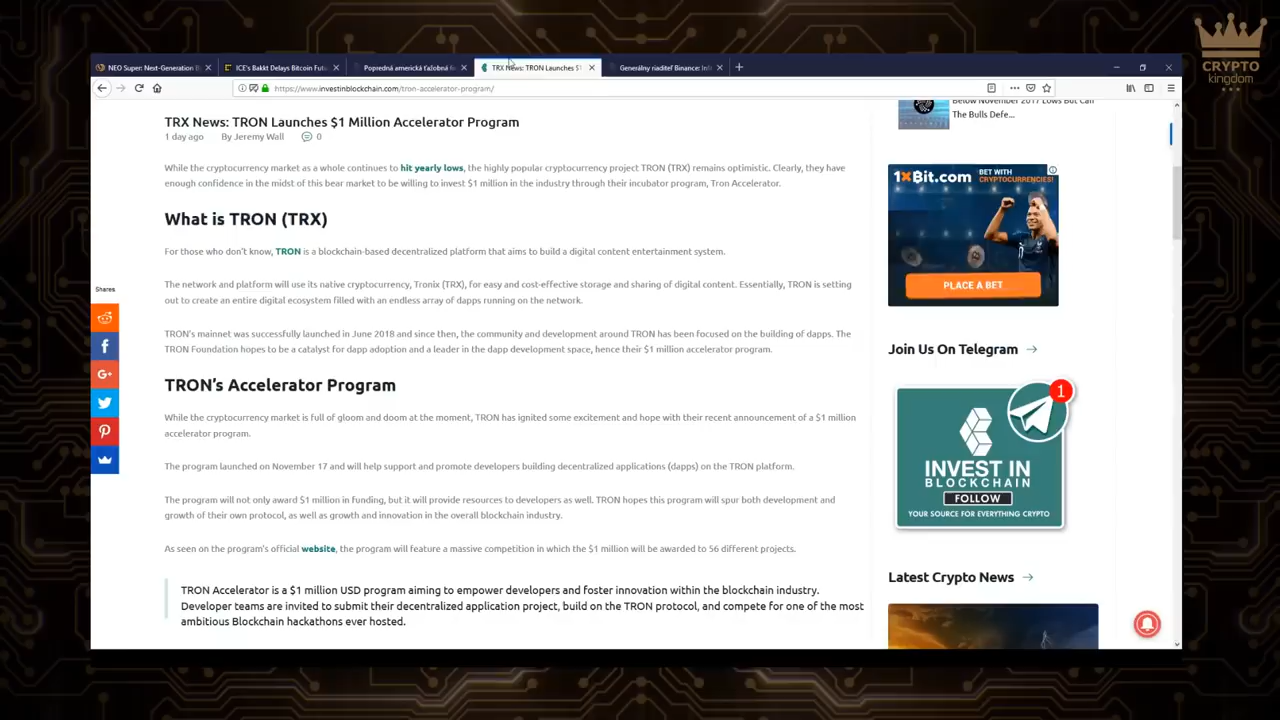 CRYPTO
kingdom
NEO Super: Next-Generation B
ICE's Bakkt Delays Bitcoin Futu
Popredná americká ťažobná
TRX News: TRON Launches $1
Generálny riaditeľ Binance: Inf
https://www.investinblockchain.com/tron-accelerator-program/
TRX News: TRON Launches $1 Million Accelerator Program
1 day ago By Jeremy Wall 0
While the cryptocurrency market as a whole continues to hit yearly lows, the highly popular cryptocurrency project TRON (TRX) remains optimistic. Clearly, they have
enough confidence in the midst of this bear market to be willing to invest $1 million in the industry through their incubator program, Tron Accelerator.
What is TRON (TRX)
For those who don't know, TRON is a blockchain-based decentralized platform that aims to build a digital content entertainment system.
The network and platform will use its native cryptocurrency, Tronix (TRX), for easy and cost-effective storage and sharing of digital content. Essentially, TRON is setting
out to create an entire digital ecosystem filled with an endless array of dapps running on the network.
TRON's mainnet was successfully launched in June 2018 and since then, the community and development around TRON has been focused on the building of dapps. The
TRON Foundation hopes to be a catalyst for dapp adoption and a leader in the dapp development space, hence their $1 million accelerator program.
TRON's Accelerator Program
While the cryptocurrency market is full of gloom and doom at the moment, TRON has ignited some excitement and hope with their recent announcement of a $1 million
accelerator program.
The program launched on November 17 and will help support and promote developers building decentralized applications (dapps) on the TRON platform.
The program will not only award $1 million in funding, but it will provide resources to developers as well. TRON hopes this program will spur both development and
growth of their own protocol, as well as growth and innovation in the overall blockchain industry.
As seen on the program's official website, the program will feature a massive competition in which the $1 million will be awarded to 56 different projects.
TRON Accelerator is a $1 million USD program aiming to empower developers and foster innovation within the blockchain industry.
Developer teams are invited to submit their decentralized application project, build on the TRON protocol, and compete for one of the most
ambitious Blockchain hackathons ever hosted.
Shares
G+
Below November 2017 Lows But Can
The Bulls Defe...
1XBit.com
BET WITH
CRYPTOCURRENCIES!
PLACE A BET
Join Us On Telegram
1
INVEST IN
BLOCKCHAIN
FOLLOW
YOUR SOURCE FOR EVERYTHING CRYPTO
Latest Crypto News